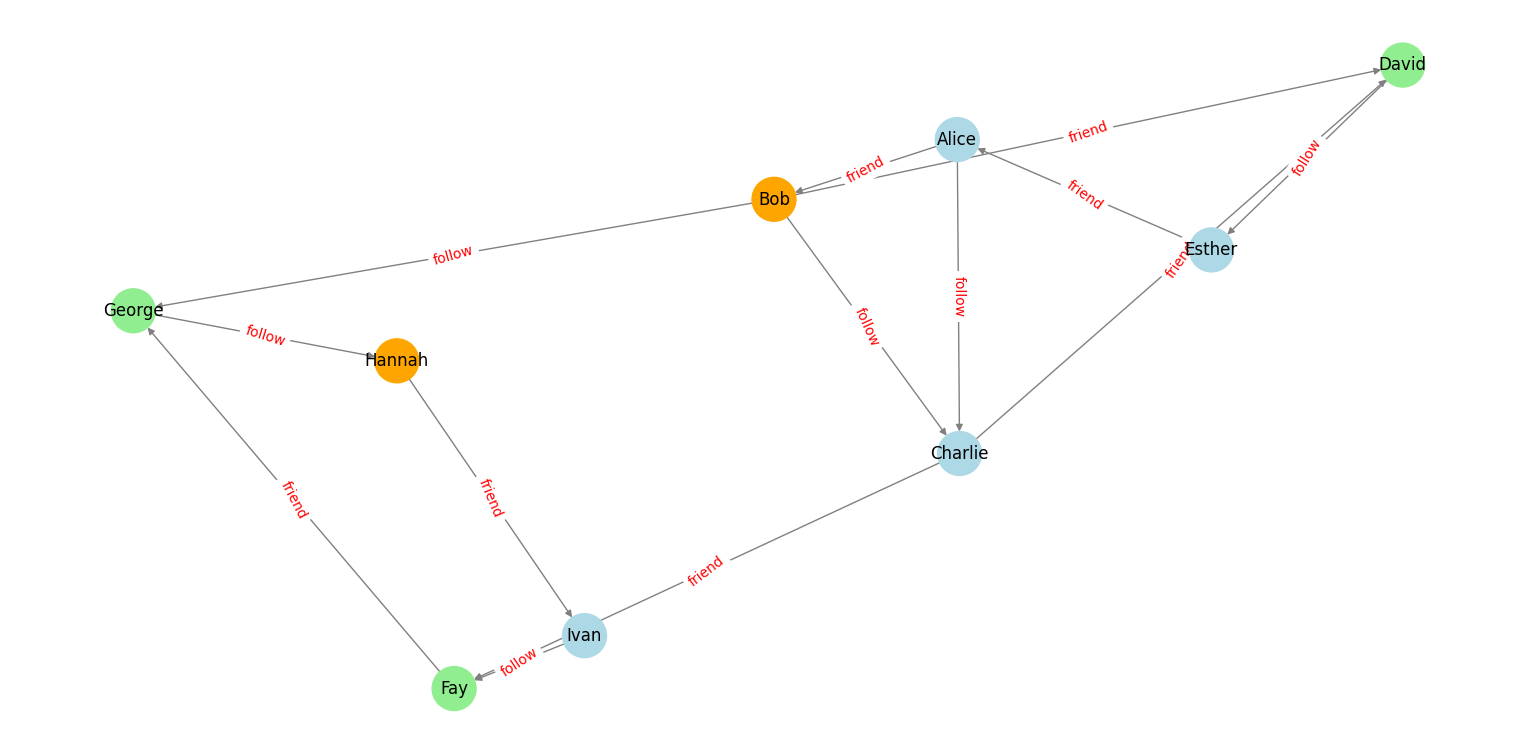 David
friend
Alice
follow
friend
Bob
friend
Esther
follow
friend
George
follow
follow
follow
Hannah
Charlie
friend
friend
friend
Ivan
follow
Fay